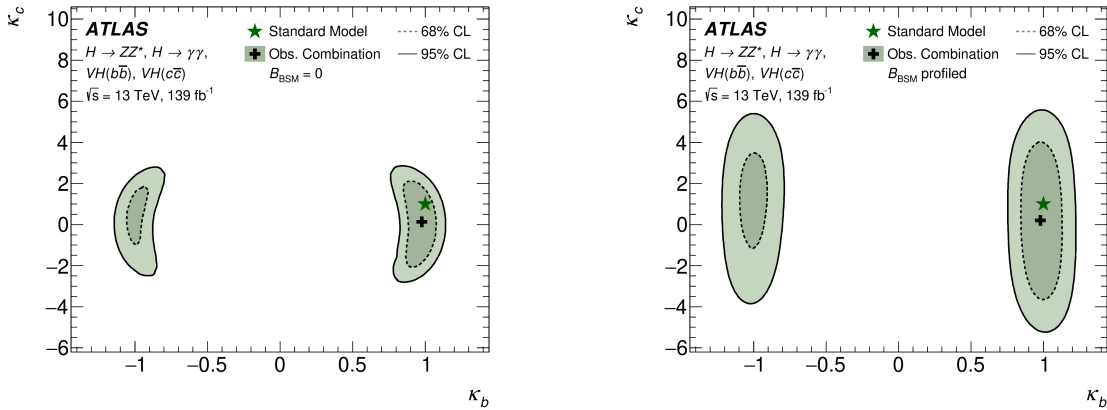 κc
10
8
6
4
2
0
−2
−4
−6
ATLAS
H → ZZ*, H → γγ,
VH(bb̅), VH(cc̅)
√s = 13 TeV, 139 fb⁻¹
Standard Model
Obs. Combination
B_BSM = 0
68% CL
95% CL
−1 −0.5 0 0.5 1
κb
κc
10
8
6
4
2
0
−2
−4
−6
ATLAS
H → ZZ*, H → γγ,
VH(bb̅), VH(cc̅)
√s = 13 TeV, 139 fb⁻¹
Standard Model
Obs. Combination
B_BSM profiled
68% CL
95% CL
−1 −0.5 0 0.5 1
κb